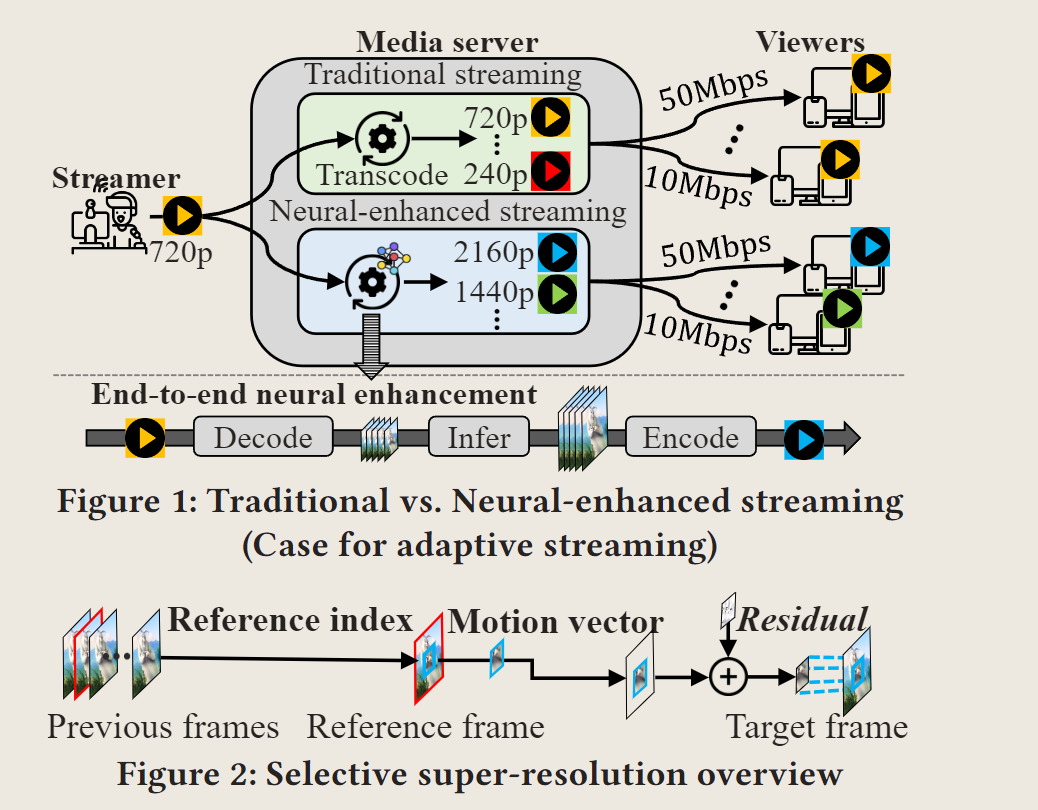 Media server
Viewers
Traditional streaming
50Mbps
720p
Transcode 240p
10Mbps
Streamer
720p
Neural-enhanced streaming
2160p
50Mbps
1440p
10Mbps
End-to-end neural enhancement
Decode
Infer
Encode
Figure 1: Traditional vs. Neural-enhanced streaming
(Case for adaptive streaming)
Reference index
Motion vector
Residual
Previous frames
Reference frame
Target frame
Figure 2: Selective super-resolution overview